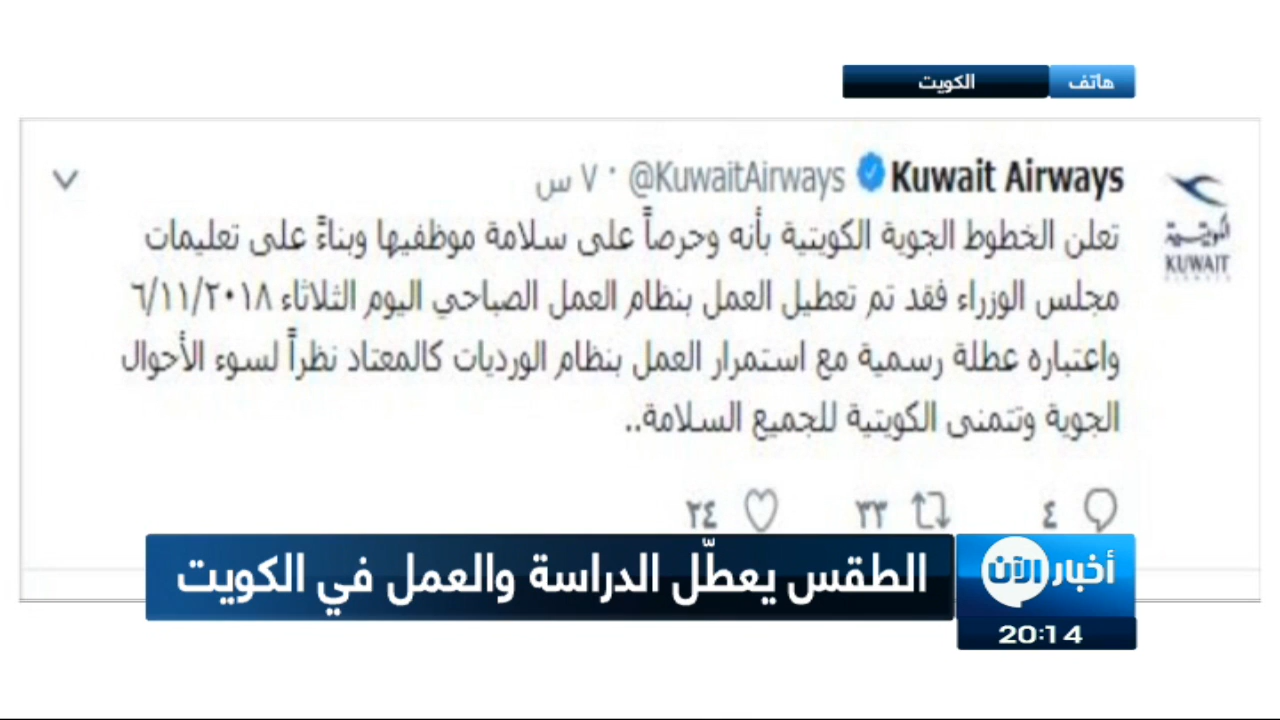 هاتف الكويت
Kuwait Airways @KuwaitAirways · ٧ س
الكويتية
KUWAIT
AIRWAYS
تعلن الخطوط الجوية الكويتية بأنه وحرصاً على سلامة موظفيها وبناءً على تعليمات
مجلس الوزراء فقد تم تعطيل العمل بنظام العمل الصباحي اليوم الثلاثاء ٦/١١/٢٠١٨
واعتباره عطلة رسمية مع استمرار العمل بنظام الورديات كالمعتاد نظراً لسوء الأحوال
الجوية وتتمنى الكويتية للجميع السلامة..
٤ ٣٣ ٢٤
أخبار الآن
الطقس يعطّل الدراسة والعمل في الكويت
20:14